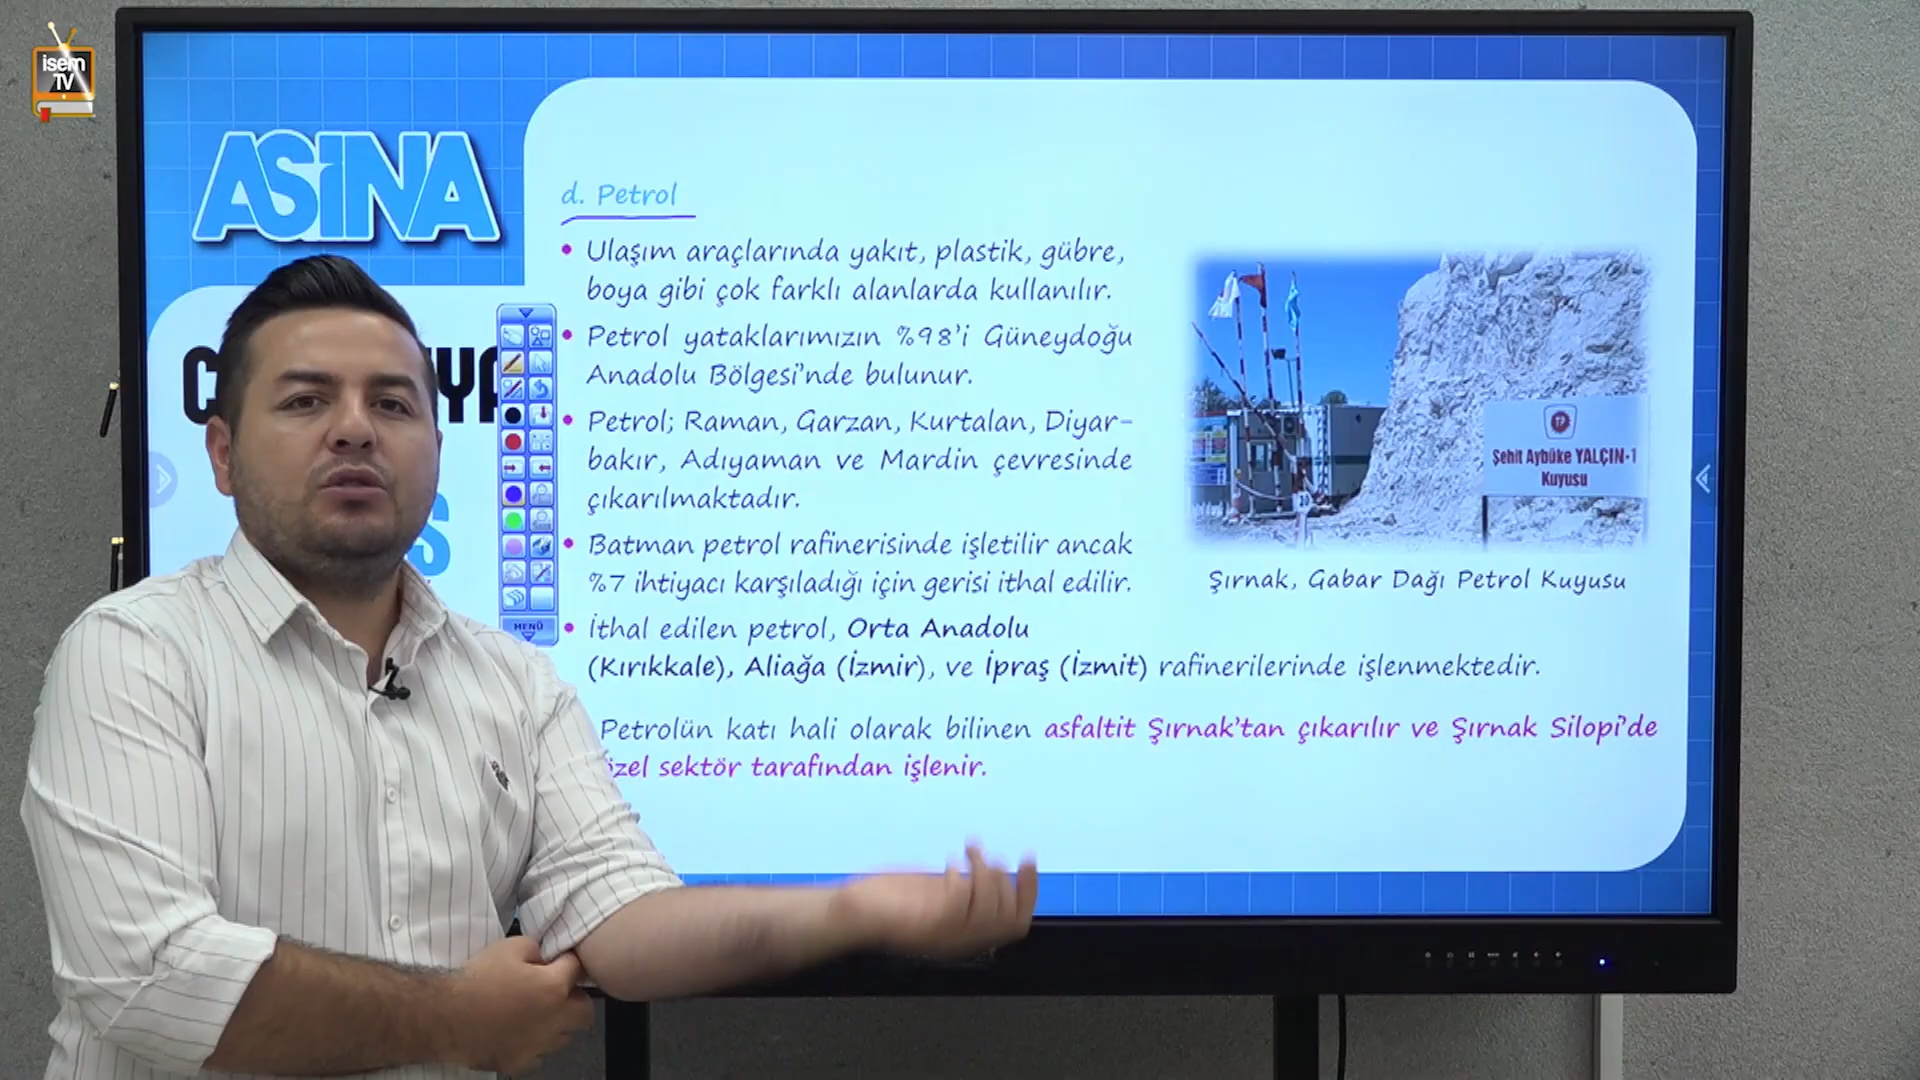 isem
TV
ASİNA
d. Petrol
• Ulaşım araçlarında yakıt, plastik, gübre,
boya gibi çok farklı alanlarda kullanılır.
• Petrol yataklarımızın %98'i Güneydoğu
Anadolu Bölgesi'nde bulunur.
• Petrol; Raman, Garzan, Kurtalan, Diyar-
bakır, Adıyaman ve Mardin çevresinde
çıkarılmaktadır.
• Batman petrol rafinerisinde işletilir ancak
%7 ihtiyacı karşıladığı için gerisi ithal edilir.
• İthal edilen petrol, Orta Anadolu
(Kırıkkale), Aliağa (İzmir), ve İpraş (İzmit) rafinerilerinde işlenmektedir.
Petrolün katı hali olarak bilinen asfaltit Şırnak'tan çıkarılır ve Şırnak Silopi'de
özel sektör tarafından işlenir.
MENÜ
Şehit Aybüke YALÇIN-1
Kuyusu
Şırnak, Gabar Dağı Petrol Kuyusu